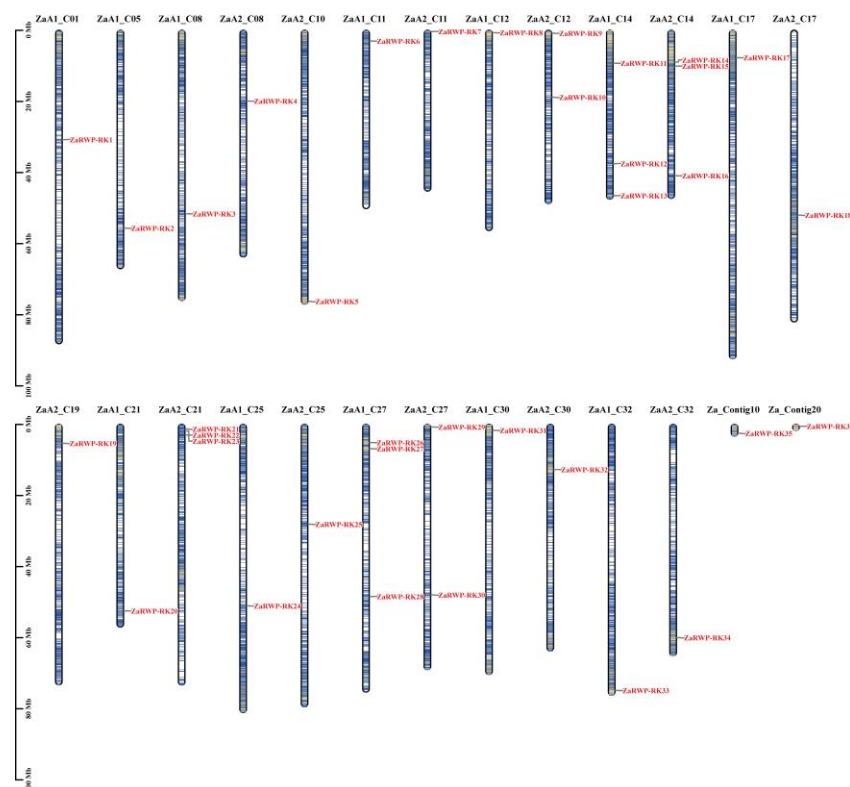 ZaA1_C01 ZaA1_C05 ZaA1_C08 ZaA2_C08 ZaA2_C10 ZaA1_C11 ZaA2_C11 ZaA1_C12 ZaA2_C12 ZaA1_C14 ZaA2_C14 ZaA1_C17 ZaA2_C17
0 Mb
20 Mb
40 Mb
60 Mb
80 Mb
100 Mb
ZaRWP-RK1
ZaRWP-RK2
ZaRWP-RK3
ZaRWP-RK4
ZaRWP-RK5
ZaRWP-RK6
ZaRWP-RK7
ZaRWP-RK8
ZaRWP-RK9
ZaRWP-RK10
ZaRWP-RK11
ZaRWP-RK12
ZaRWP-RK13
ZaRWP-RK14
ZaRWP-RK15
ZaRWP-RK16
ZaRWP-RK17
ZaA2_C19 ZaA1_C21 ZaA2_C21 ZaA1_C25 ZaA2_C25 ZaA1_C27 ZaA2_C27 ZaA1_C30 ZaA2_C30 ZaA1_C32 ZaA2_C32 Za_Contig10 Za_Contig20
0 Mb
20 Mb
40 Mb
60 Mb
80 Mb
00 Mb
ZaRWP-RK19
ZaRWP-RK20
ZaRWP-RK21
ZaRWP-RK22
ZaRWP-RK23
ZaRWP-RK24
ZaRWP-RK25
ZaRWP-RK26
ZaRWP-RK27
ZaRWP-RK28
ZaRWP-RK29
ZaRWP-RK30
ZaRWP-RK31
ZaRWP-RK32
ZaRWP-RK33
ZaRWP-RK34
ZaRWP-RK35
ZaRWP-RK3